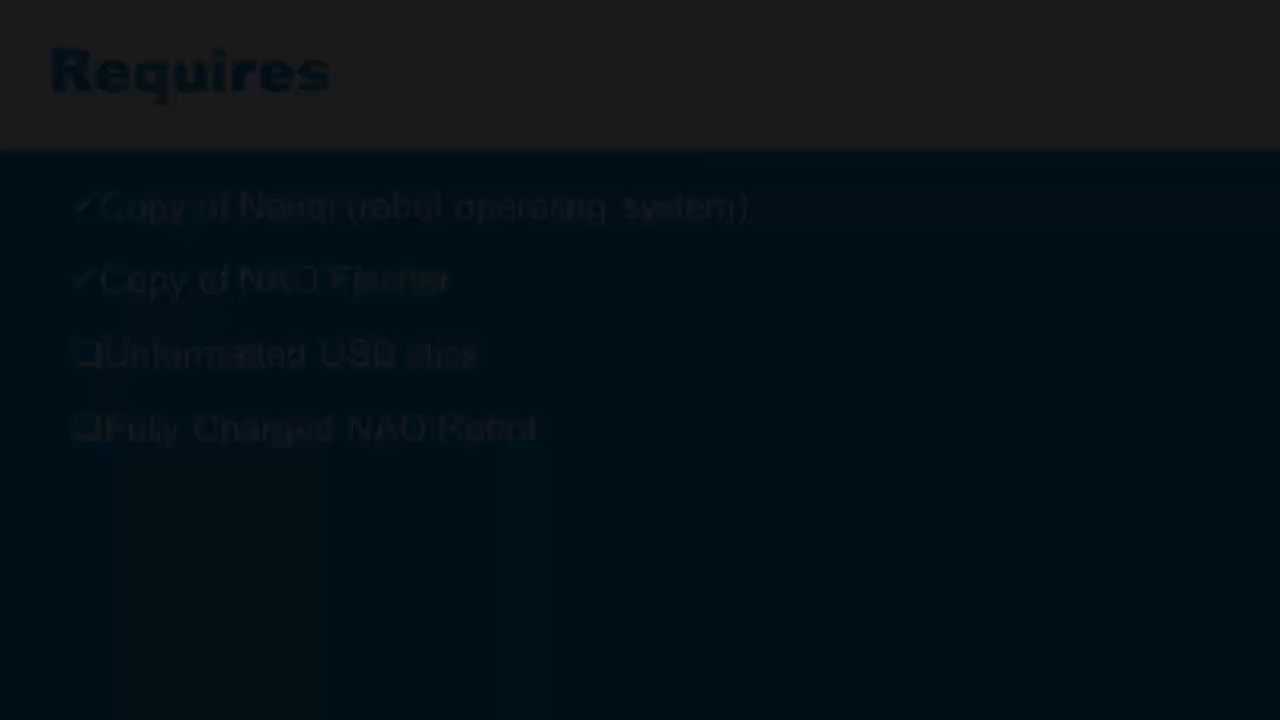 Requires
✓Copy of Naoqi (robot operating system)
✓Copy of NAO Flasher
❑Unformatted USB stick
❑Fully Charged NAO Robot